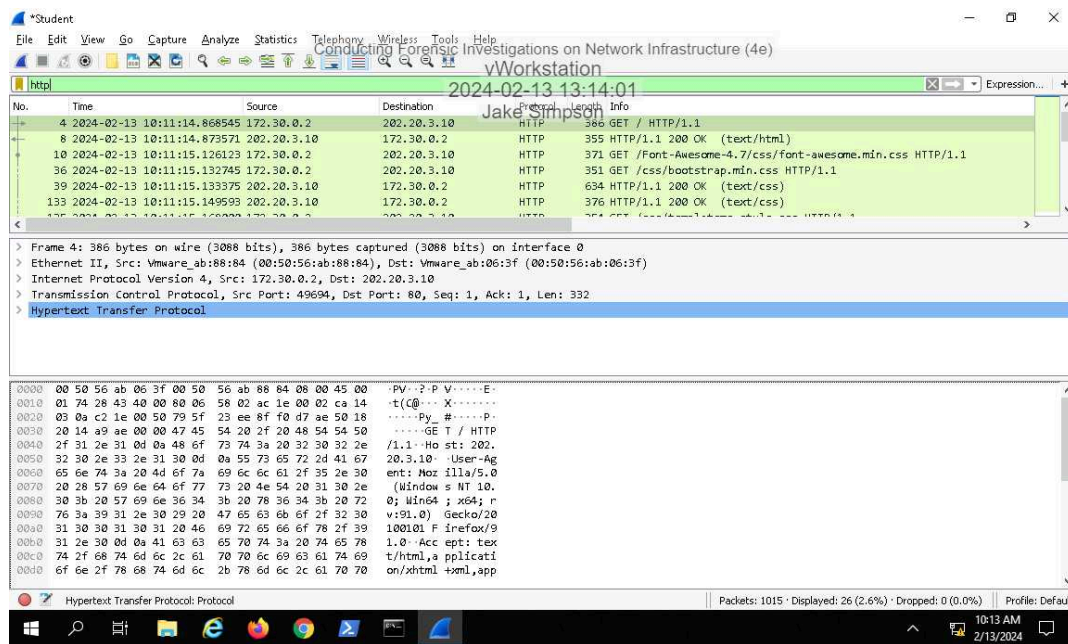 *Student
File Edit View Go Capture Analyze Statistics Telephony Wireless Tools Help
Conducting Forensic Investigations on Network Infrastructure (4e)
vWorkstation
2024-02-13 13:14:01
Jake Simpson
http
Expression... +
No. Time Source Destination Protocol Length Info
4 2024-02-13 10:11:14.868545 172.30.0.2 202.20.3.10 HTTP 386 GET / HTTP/1.1
8 2024-02-13 10:11:14.873571 202.20.3.10 172.30.0.2 HTTP 355 HTTP/1.1 200 OK (text/html)
10 2024-02-13 10:11:15.126123 172.30.0.2 202.20.3.10 HTTP 371 GET /Font-Awesome-4.7/css/font-awesome.min.css HTTP/1.1
36 2024-02-13 10:11:15.132745 172.30.0.2 202.20.3.10 HTTP 351 GET /css/bootstrap.min.css HTTP/1.1
39 2024-02-13 10:11:15.133375 202.20.3.10 172.30.0.2 HTTP 634 HTTP/1.1 200 OK (text/css)
133 2024-02-13 10:11:15.149593 202.20.3.10 172.30.0.2 HTTP 376 HTTP/1.1 200 OK (text/css)
> Frame 4: 386 bytes on wire (3088 bits), 386 bytes captured (3088 bits) on interface 0
> Ethernet II, Src: Vmware_ab:88:84 (00:50:56:ab:88:84), Dst: Vmware_ab:06:3f (00:50:56:ab:06:3f)
> Internet Protocol Version 4, Src: 172.30.0.2, Dst: 202.20.3.10
> Transmission Control Protocol, Src Port: 49694, Dst Port: 80, Seq: 1, Ack: 1, Len: 332
> Hypertext Transfer Protocol
0000 00 50 56 ab 06 3f 00 50 56 ab 88 84 08 00 45 00 ·PV··?·P V·····E·
0010 01 74 28 43 40 00 80 06 58 02 ac 1e 00 02 ca 14 ·t(C@··· X·······
0020 03 0a c2 1e 00 50 79 5f 23 ee 8f f0 d7 ae 50 18 ·····Py_ #·····P·
0030 20 14 a9 ae 00 00 47 45 54 20 2f 20 48 54 54 50 ·····GE T / HTTP
0040 2f 31 2e 31 0d 0a 48 6f 73 74 3a 20 32 30 32 2e /1.1··Ho st: 202.
0050 32 30 2e 33 2e 31 30 0d 0a 55 73 65 72 2d 41 67 20.3.10· ·User-Ag
0060 65 6e 74 3a 20 4d 6f 7a 69 6c 6c 61 2f 35 2e 30 ent: Moz illa/5.0
0070 20 28 57 69 6e 64 6f 77 73 20 4e 54 20 31 30 2e (Window s NT 10.
0080 30 3b 20 57 69 6e 36 34 3b 20 78 36 34 3b 20 72 0; Win64 ; x64; r
0090 76 3a 39 31 2e 30 29 20 47 65 63 6b 6f 2f 32 30 v:91.0) Gecko/20
00a0 31 30 30 31 30 31 20 46 69 72 65 66 6f 78 2f 39 100101 F irefox/9
00b0 31 2e 30 0d 0a 41 63 63 65 70 74 3a 20 74 65 78 1.0··Acc ept: tex
00c0 74 2f 68 74 6d 6c 2c 61 70 70 6c 69 63 61 74 69 t/html,a pplicati
00d0 6f 6e 2f 78 68 74 6d 6c 2b 78 6d 6c 2c 61 70 70 on/xhtml +xml,app
Hypertext Transfer Protocol: Protocol
Packets: 1015 · Displayed: 26 (2.6%) · Dropped: 0 (0.0%)
Profile: Defau
10:13 AM
2/13/2024